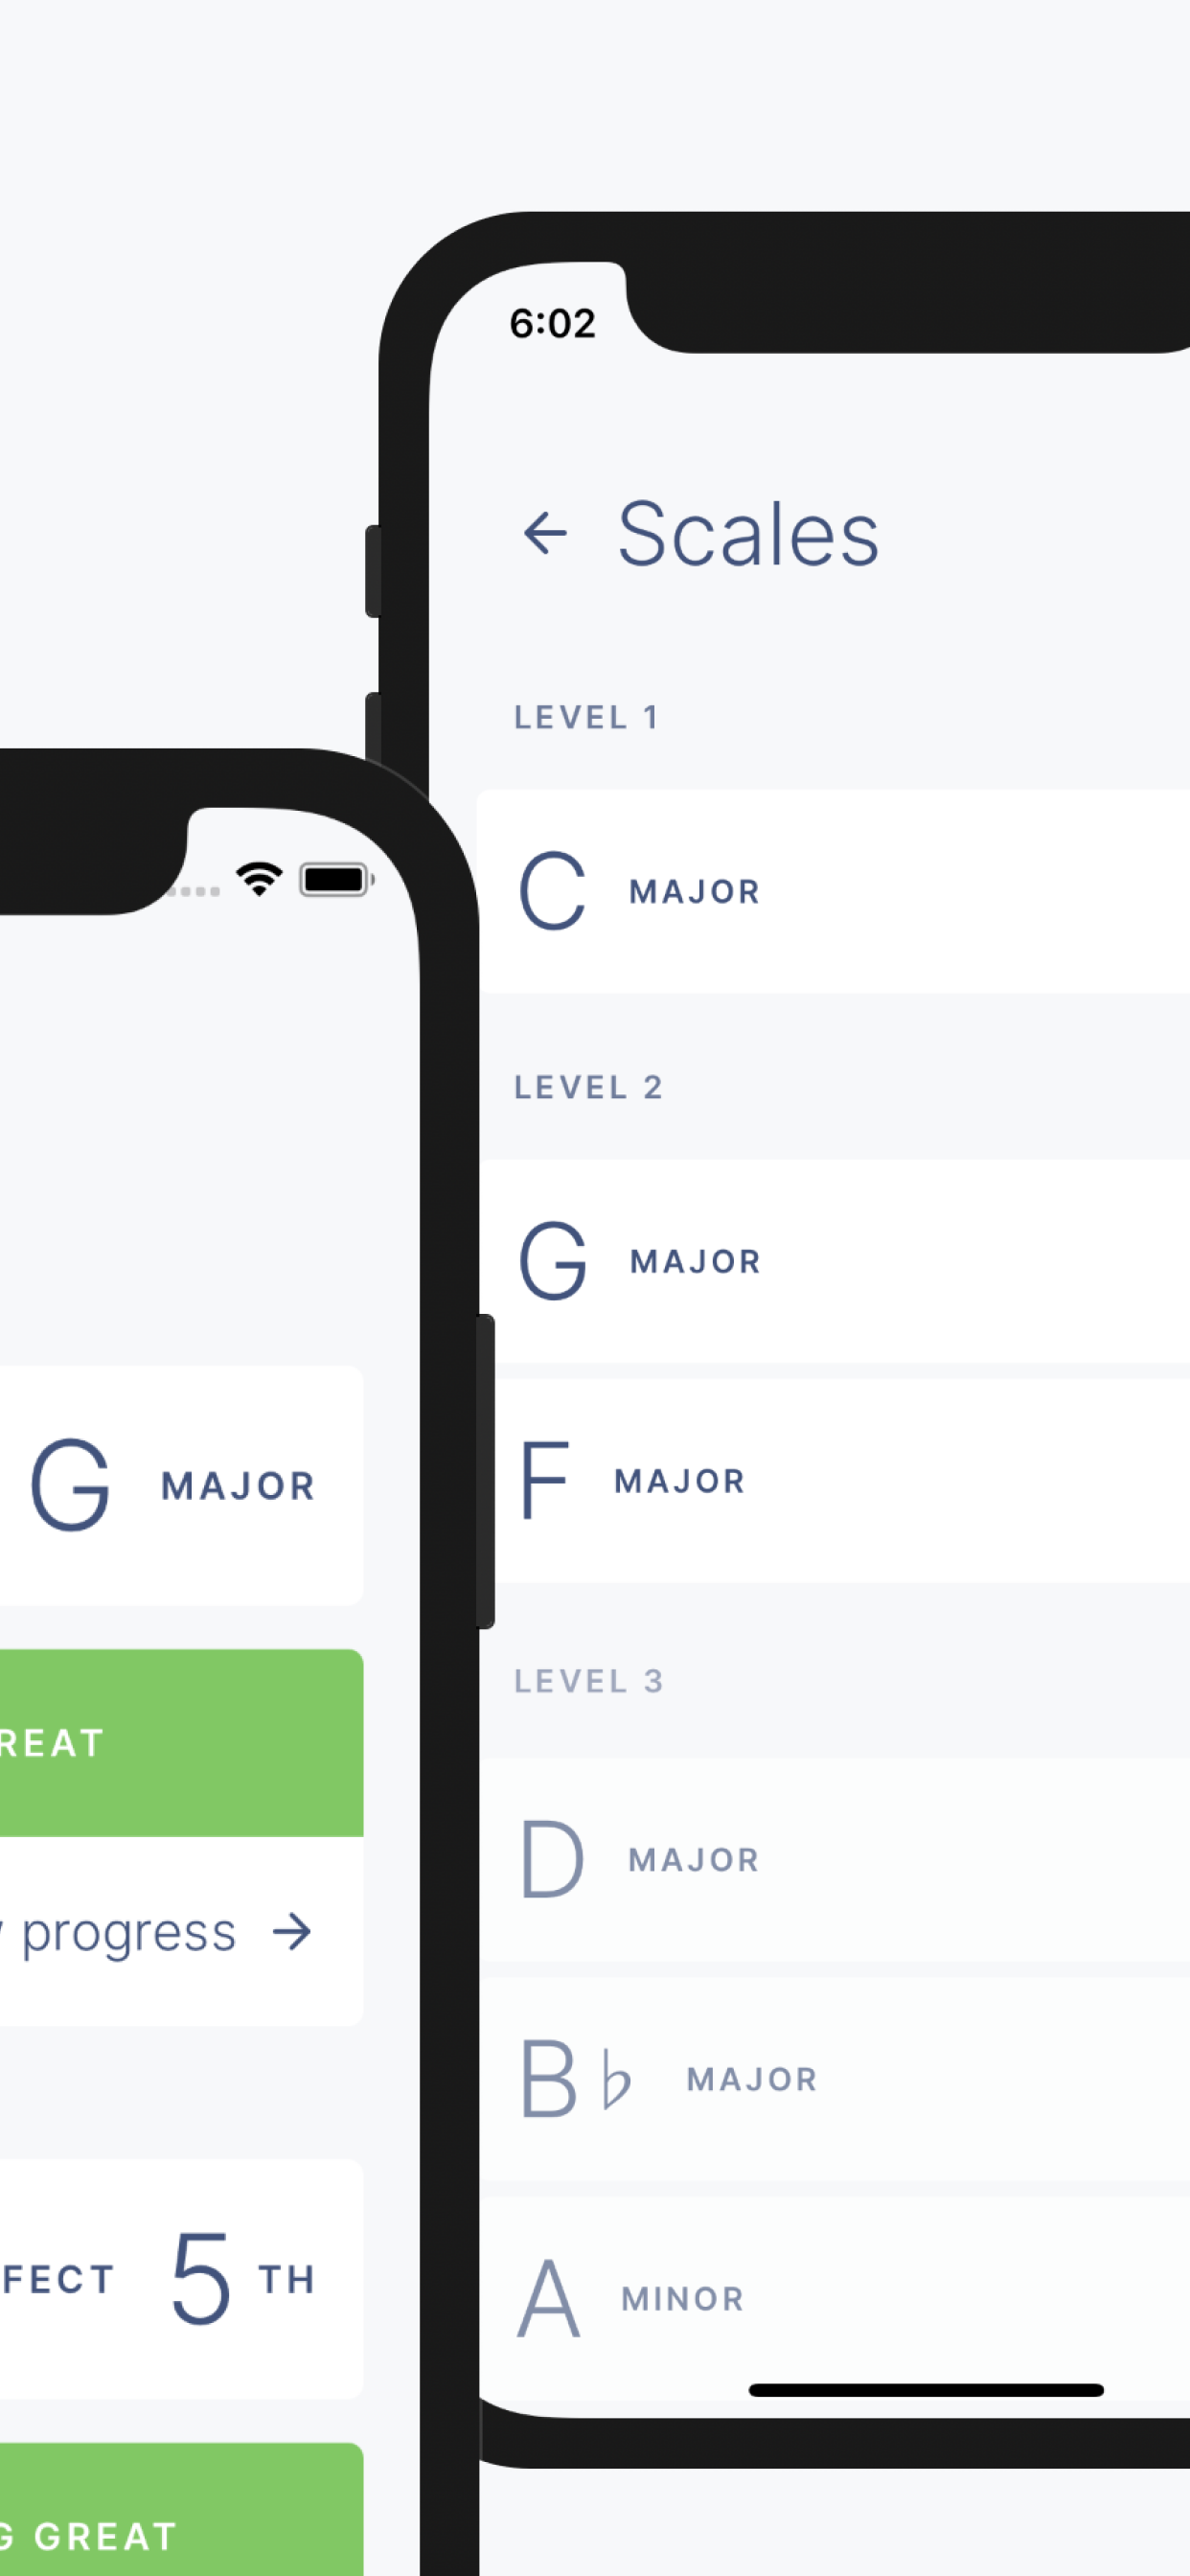 6:02
Scales
LEVEL 1
C MAJOR
LEVEL 2
G MAJOR
F MAJOR
LEVEL 3
D MAJOR
B♭ MAJOR
A MINOR
G MAJOR
REAT
progress
FECT 5 TH
G GREAT